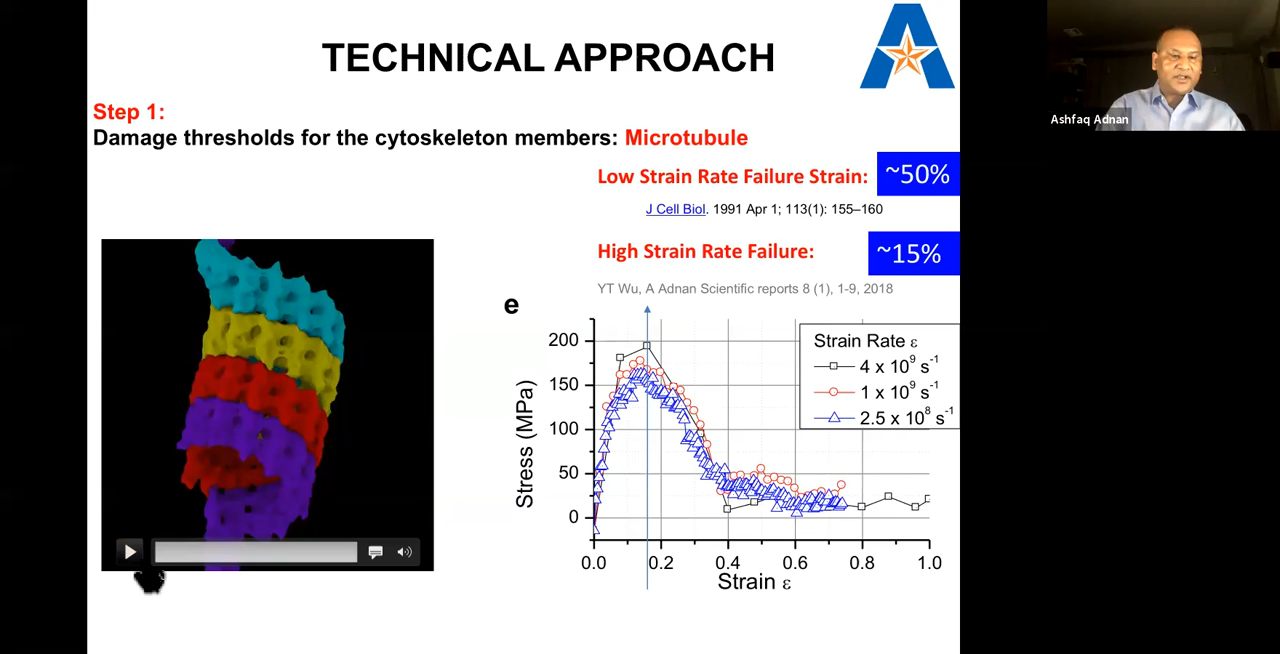 TECHNICAL APPROACH
Step 1:
Damage thresholds for the cytoskeleton members: Microtubule
Low Strain Rate Failure Strain: ~50%
J Cell Biol. 1991 Apr 1; 113(1): 155–160
High Strain Rate Failure: ~15%
YT Wu, A Adnan Scientific reports 8 (1), 1-9, 2018
e
Stress (MPa)
200
150
100
50
0
Strain Rate ε
4 x 10⁹ s⁻¹
1 x 10⁹ s⁻¹
2.5 x 10⁸ s⁻¹
0.0 0.2 0.4 0.6 0.8 1.0
Strain ε
Ashfaq Adnan